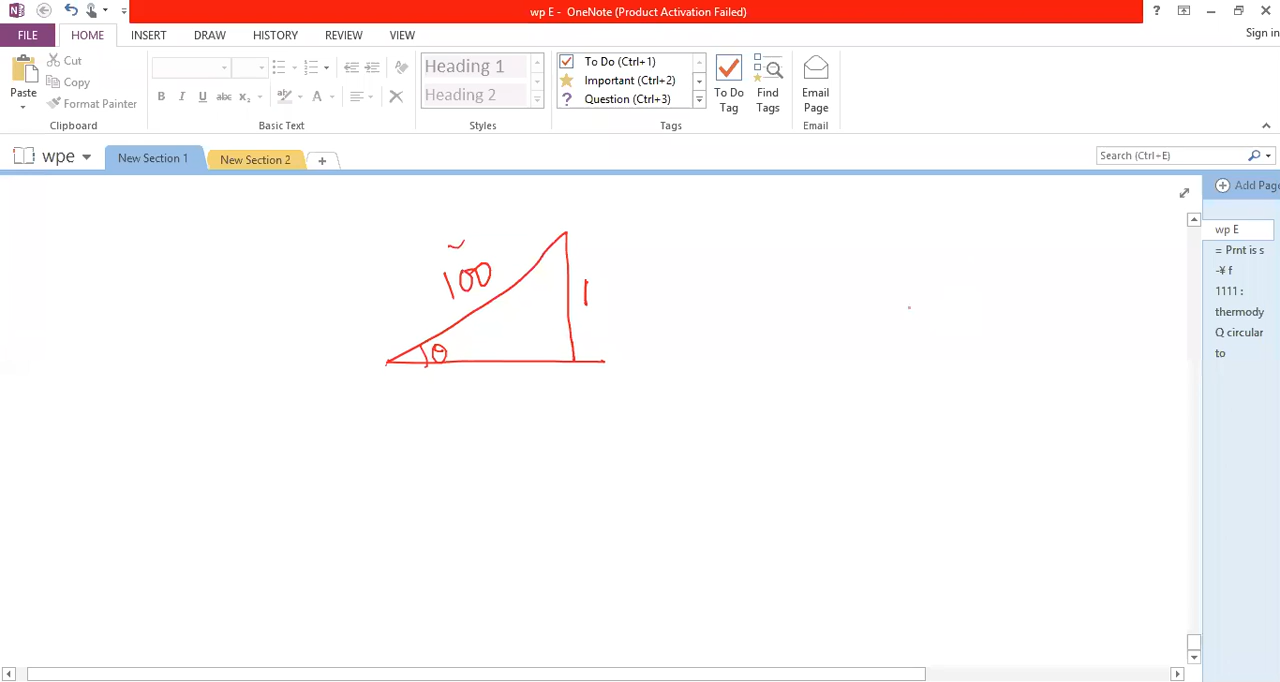 wp E - OneNote (Product Activation Failed)
?
FILE HOME INSERT DRAW HISTORY REVIEW VIEW
Sign in
Paste
Cut
Copy
Format Painter
Clipboard
B I U abc ab A
Basic Text
Heading 1
Heading 2
Styles
To Do (Ctrl+1)
Important (Ctrl+2)
? Question (Ctrl+3)
To Do Tag
Find Tags
Tags
Email Page
Email
wpe
New Section 1
New Section 2
Search (Ctrl+E)
Add Page
wp E
= Prnt is s
-¥ f
1111 :
thermody
Q circular
to
100
1
θ